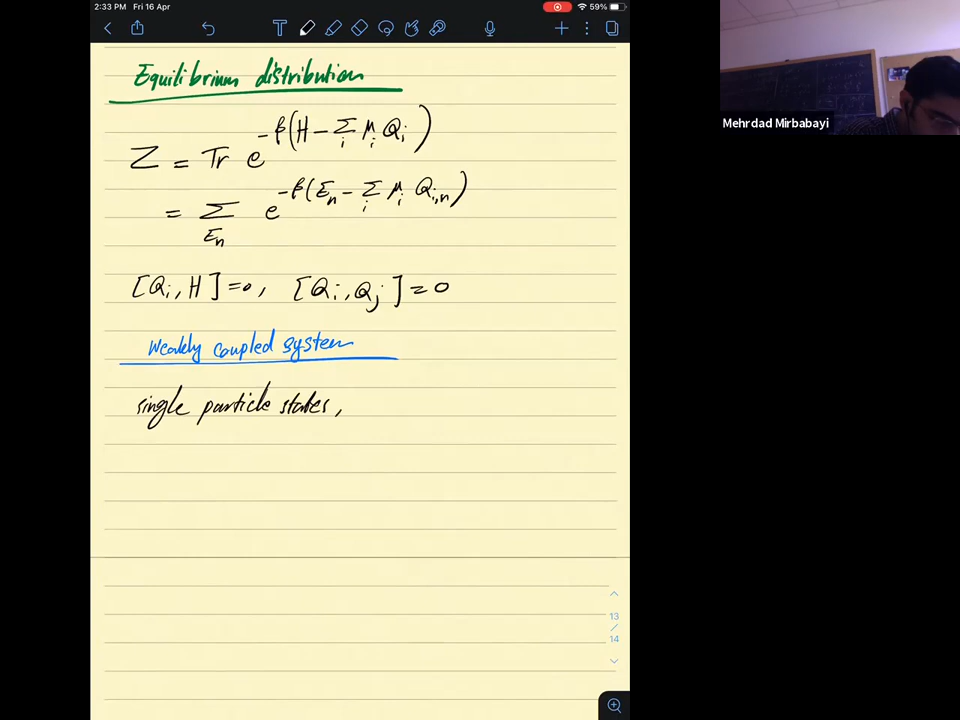 2:33 PM Fri 16 Apr
59%
Mehrdad Mirbabayi
Equilibrium distribution
Z = Tr e^{-β(H - Σ_i μ_i Q_i)}
= Σ_{E_n} e^{-β(E_n - Σ_i μ_i Q_{i,n})}
[Q_i, H] = 0, [Q_i, Q_j] = 0
Weakly coupled system
single particle states,
13
/
14